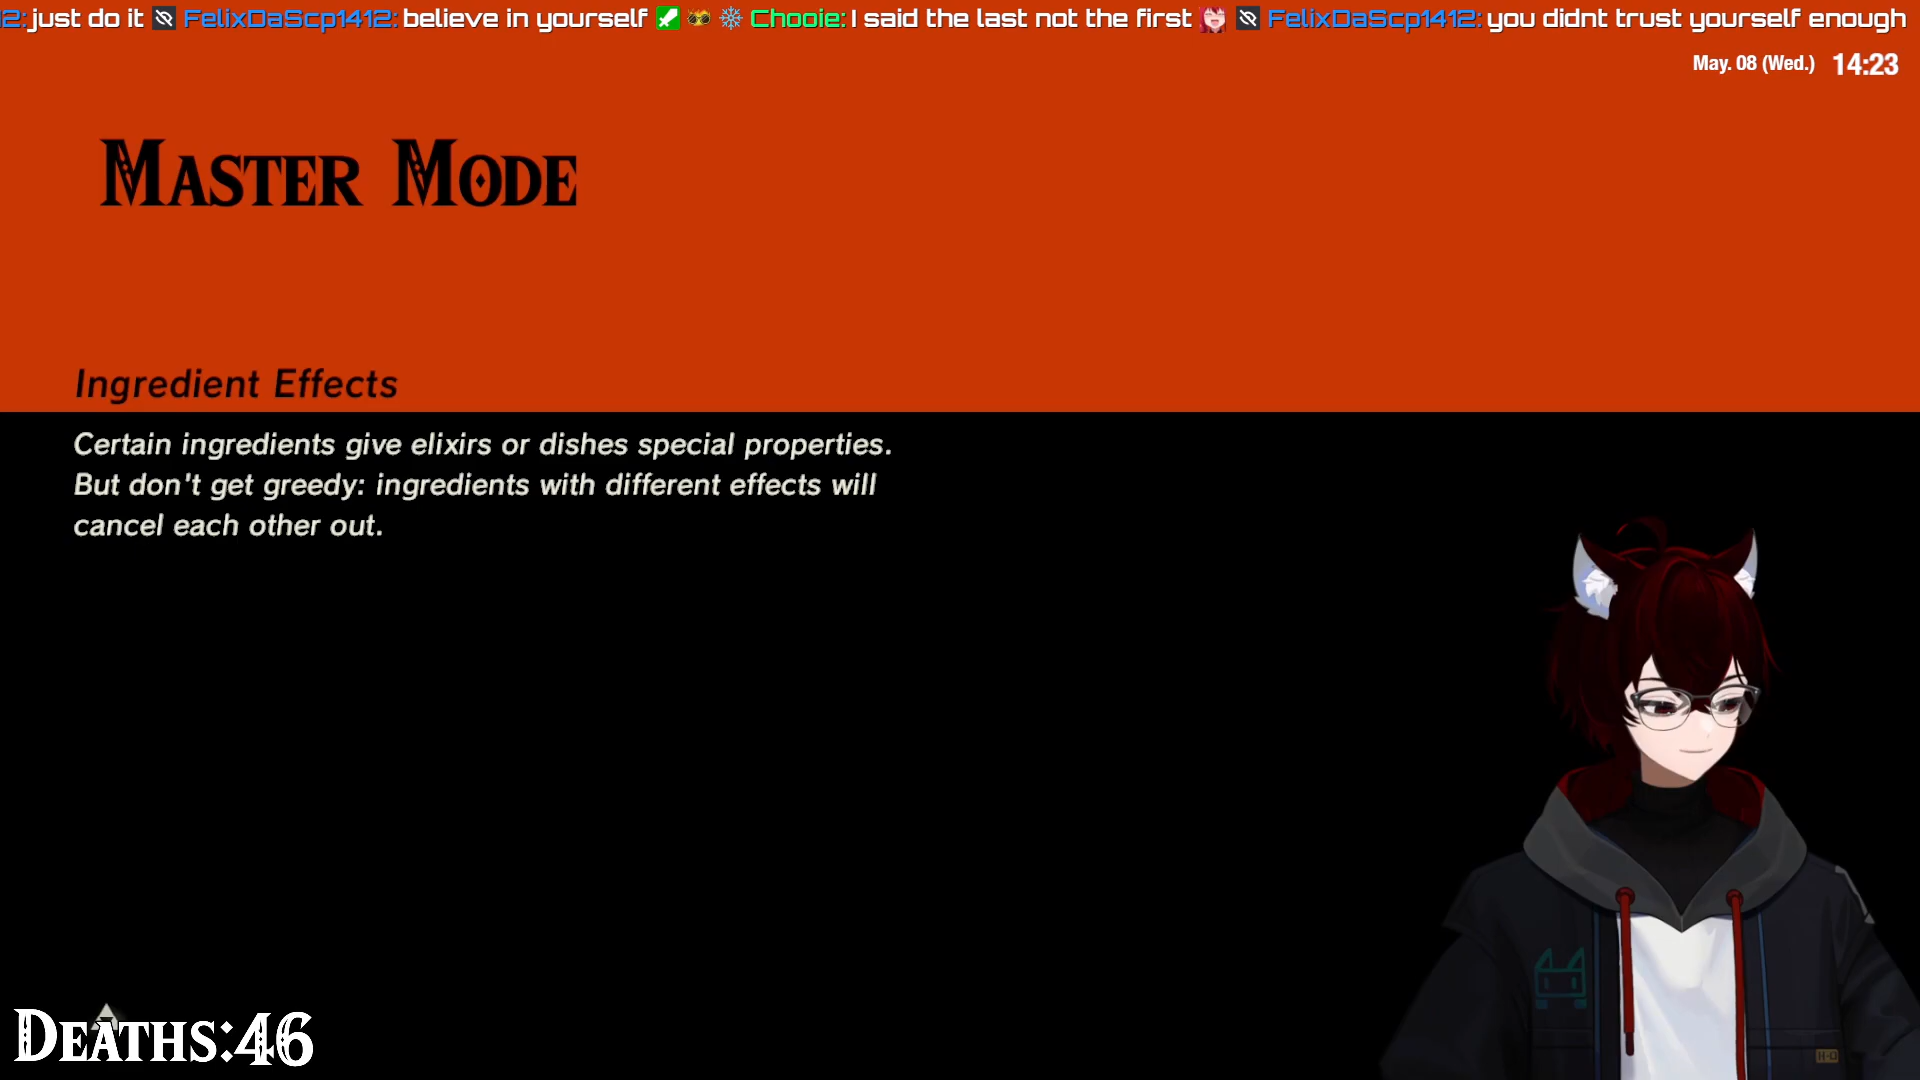 2: just do it FelixDaScp1412: believe in yourself Chooie: I said the last not the first FelixDaScp1412: you didnt trust yourself enough
May. 08 (Wed.) 14:23
Master Mode
Ingredient Effects
Certain ingredients give elixirs or dishes special properties.
But don't get greedy: ingredients with different effects will
cancel each other out.
Deaths:46
H-0